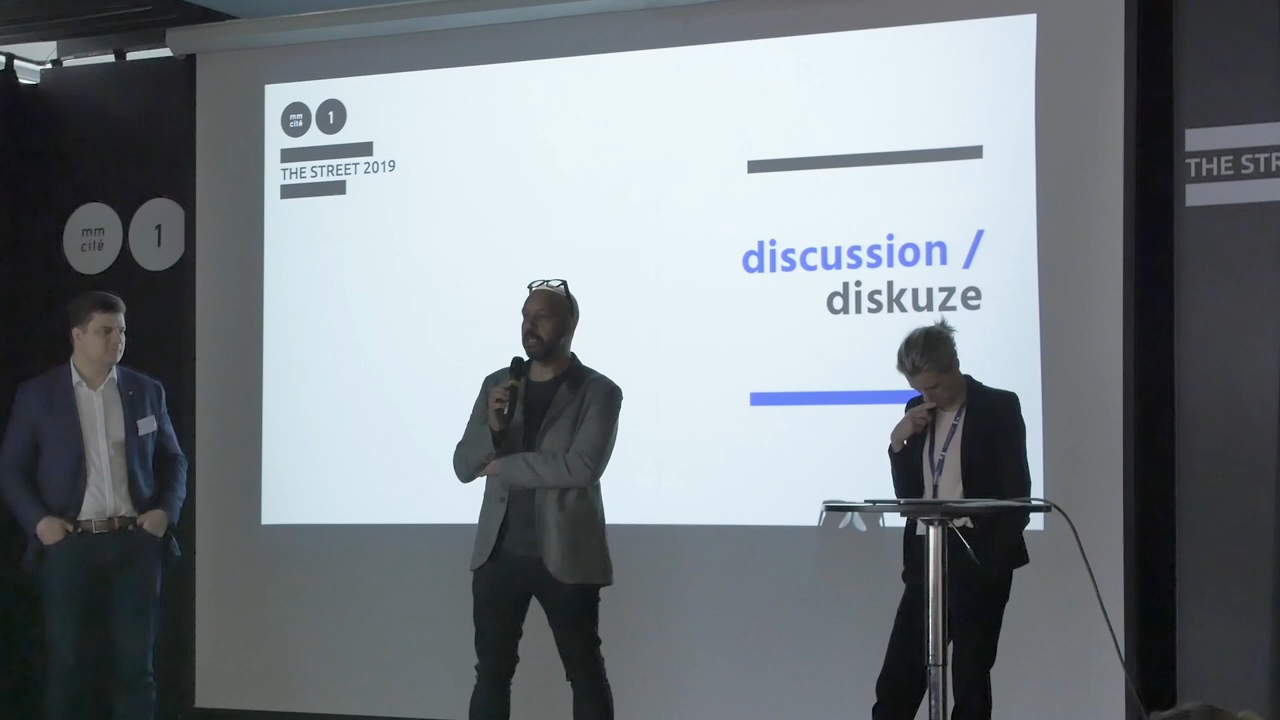 mm
cité
1
THE STREET 2019
discussion /
diskuze
mm
cité
1
THE STR